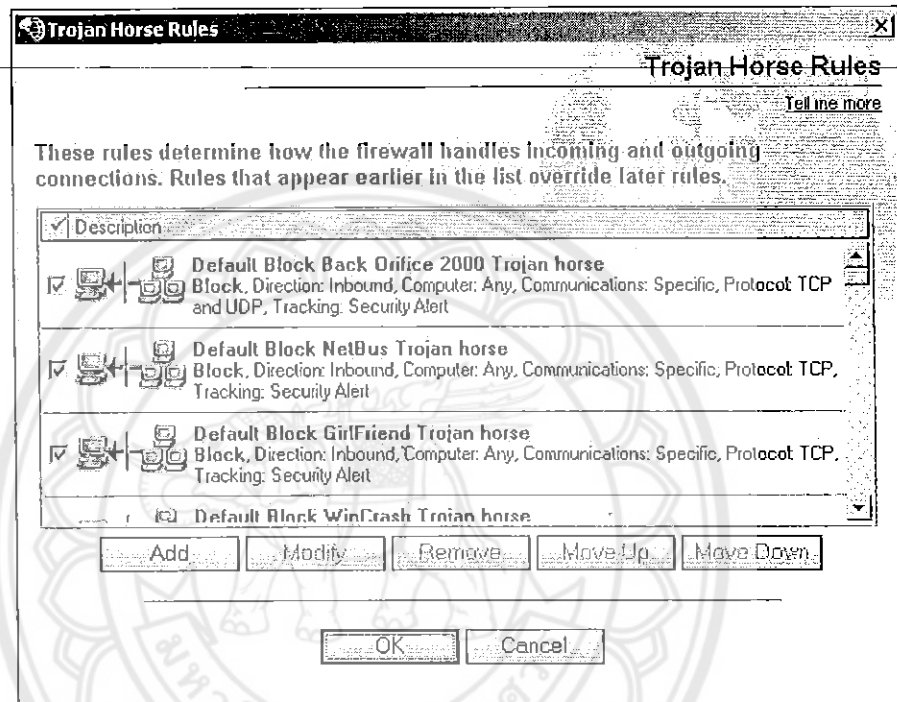 Trojan Horse Rules
Trojan Horse Rules
Tell me more
These rules determine how the firewall handles incoming and outgoing
connections. Rules that appear earlier in the list override later rules.
Description
Default Block Back Orifice 2000 Trojan horse
Block, Direction: Inbound, Computer: Any, Communications: Specific, Protocol: TCP
and UDP, Tracking: Security Alert
Default Block NetBus Trojan horse
Block, Direction: Inbound, Computer: Any, Communications: Specific, Protocol: TCP,
Tracking: Security Alert
Default Block GirlFriend Trojan horse
Block, Direction: Inbound, Computer: Any, Communications: Specific, Protocol: TCP,
Tracking: Security Alert
Default Block WinCrash Trojan horse
Add Modify Remove Move Up Move Down
OK Cancel